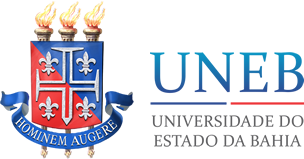 HOMINEM AUGERE
UNEB
UNIVERSIDADE DO
ESTADO DA BAHIA